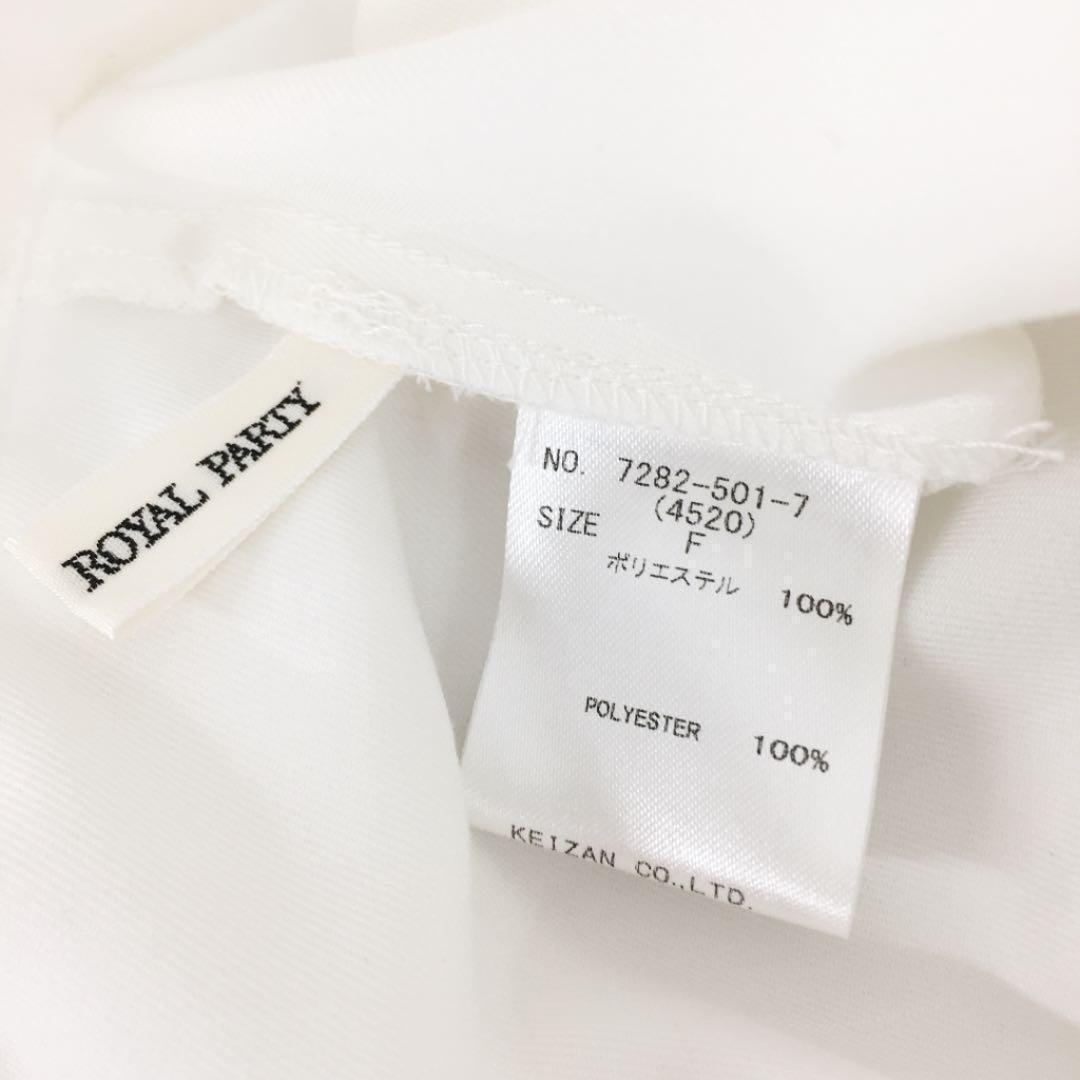 ROYAL PARTY
NO. 7282-501-7
(4520)
SIZE F
ポリエステル 100%
POLYESTER 100%
KEIZAN CO.,LTD.